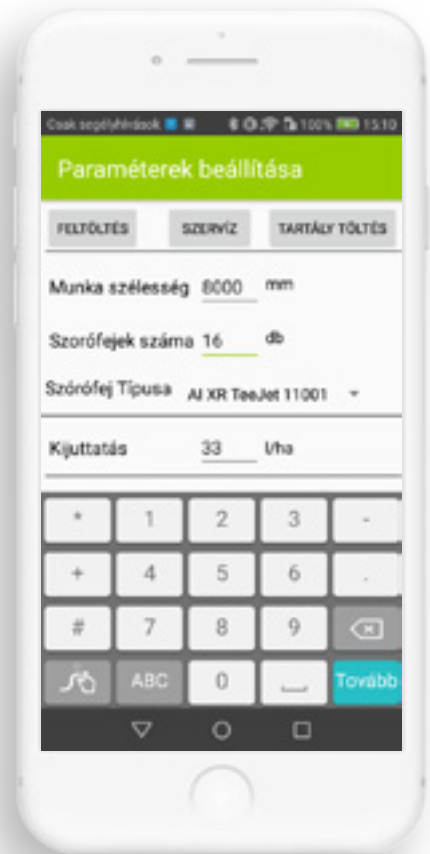 Csak segélyhívások 100% 15:10
Paraméterek beállítása
FELTÖLTÉS SZERVÍZ TARTÁLY TÖLTÉS
Munka szélesség 8000 mm
Szorófejek száma 16 db
Szórófej Típusa AI XR TeeJet 11001
Kijuttatás 33 l/ha
* 1 2 3 -
+ 4 5 6 .
# 7 8 9
ABC 0 Tovább